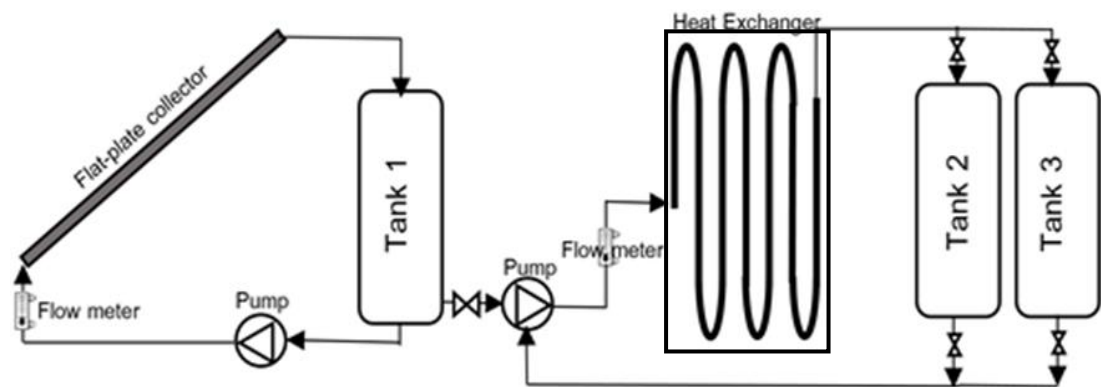 Heat Exchanger
Flat-plate collector
Tank 1
Tank 2
Tank 3
Flow meter
Pump
Flow meter
Pump